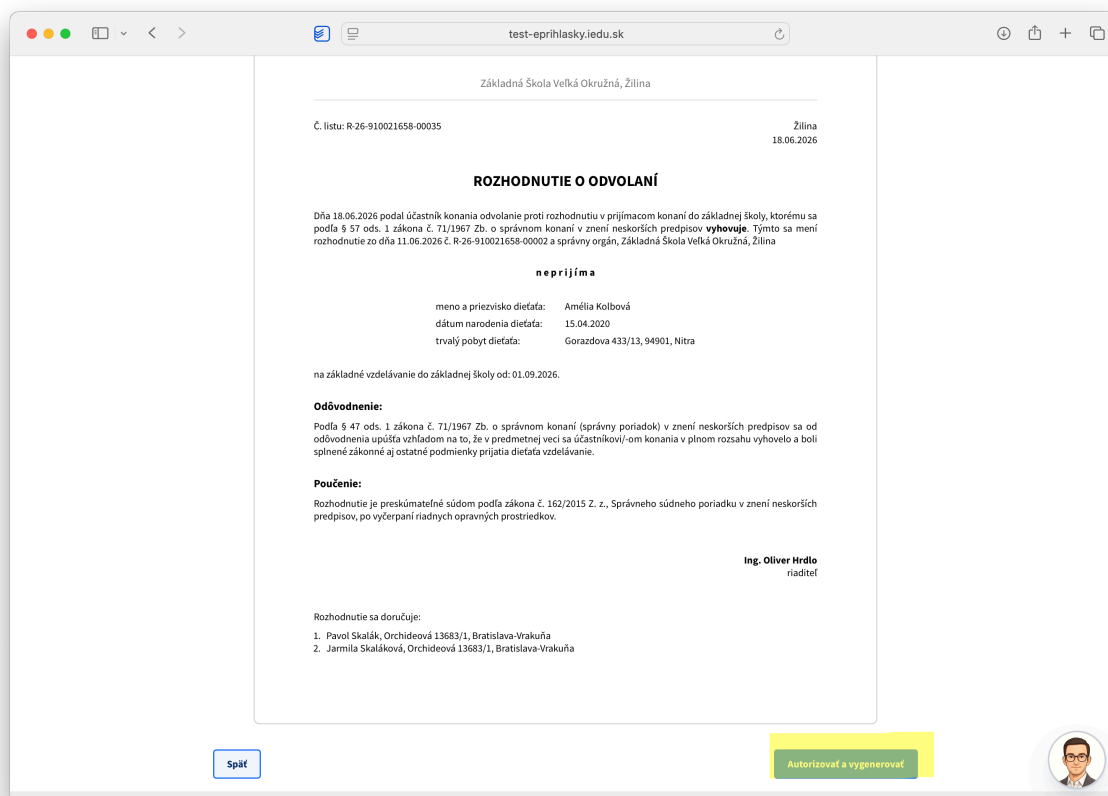 test-eprihlasky.iedu.sk
Základná Škola Veľká Okružná, Žilina
Č. listu: R-26-910021658-00035
Žilina
18.06.2026
ROZHODNUTIE O ODVOLANÍ
Dňa 18.06.2026 podal účastník konania odvolanie proti rozhodnutiu v prijímacom konaní do základnej školy, ktorému sa
podľa § 57 ods. 1 zákona č. 71/1967 Zb. o správnom konaní v znení neskorších predpisov vyhovuje. Týmto sa mení
rozhodnutie zo dňa 11.06.2026 č. R-26-910021658-00002 a správny orgán, Základná Škola Veľká Okružná, Žilina
neprijíma
meno a priezvisko dieťaťa: Amélia Kolbová
dátum narodenia dieťaťa: 15.04.2020
trvalý pobyt dieťaťa: Gorazdova 433/13, 94901, Nitra
na základné vzdelávanie do základnej školy od: 01.09.2026.
Odôvodnenie:
Podľa § 47 ods. 1 zákona č. 71/1967 Zb. o správnom konaní (správny poriadok) v znení neskorších predpisov sa od
odôvodnenia upúšťa vzhľadom na to, že v predmetnej veci sa účastníkovi/-om konania v plnom rozsahu vyhovelo a boli
splnené zákonné aj ostatné podmienky prijatia dieťaťa vzdelávanie.
Poučenie:
Rozhodnutie je preskúmateľné súdom podľa zákona č. 162/2015 Z. z., Správneho súdneho poriadku v znení neskorších
predpisov, po vyčerpaní riadnych opravných prostriedkov.
Ing. Oliver Hrdlo
riaditeľ
Rozhodnutie sa doručuje:
1. Pavol Skalák, Orchideová 13683/1, Bratislava-Vrakuňa
2. Jarmila Skaláková, Orchideová 13683/1, Bratislava-Vrakuňa
Späť
Autorizovať a vygenerovať